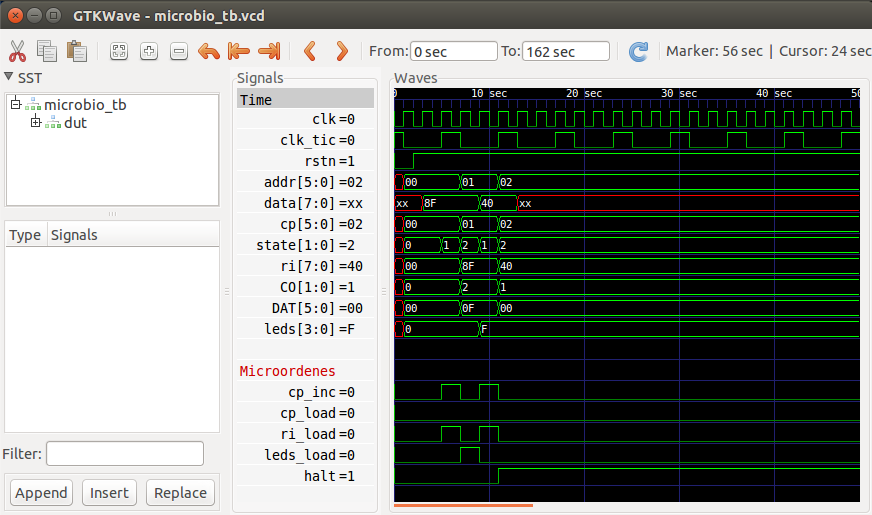 GTKWave - microbio_tb.vcd
From: 0 sec To: 162 sec Marker: 56 sec | Cursor: 24 sec
SST
microbio_tb
dut
Type Signals
Filter:
Append Insert Replace
Signals
Time
clk=0
clk_tic=0
rstn=1
addr[5:0]=02
data[7:0]=xx
cp[5:0]=02
state[1:0]=2
ri[7:0]=40
CO[1:0]=1
DAT[5:0]=00
leds[3:0]=F
Microordenes
cp_inc=0
cp_load=0
ri_load=0
leds_load=0
halt=1
Waves
0 10 sec 20 sec 30 sec 40 sec 50
00 01 02
xx 8F 40 xx
00 01 02
0 1 2 1 2
00 8F 40
0 2 1
00 0F 00
0 F